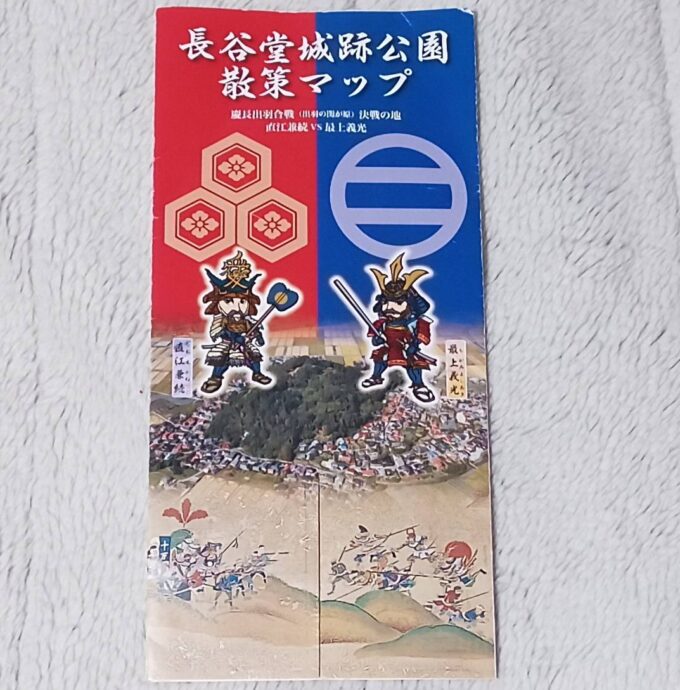 長谷堂城跡公園
散策マップ
慶長出羽合戦(出羽の関が原)決戦の地
直江兼続 VS 最上義光
直江兼続
最上義光